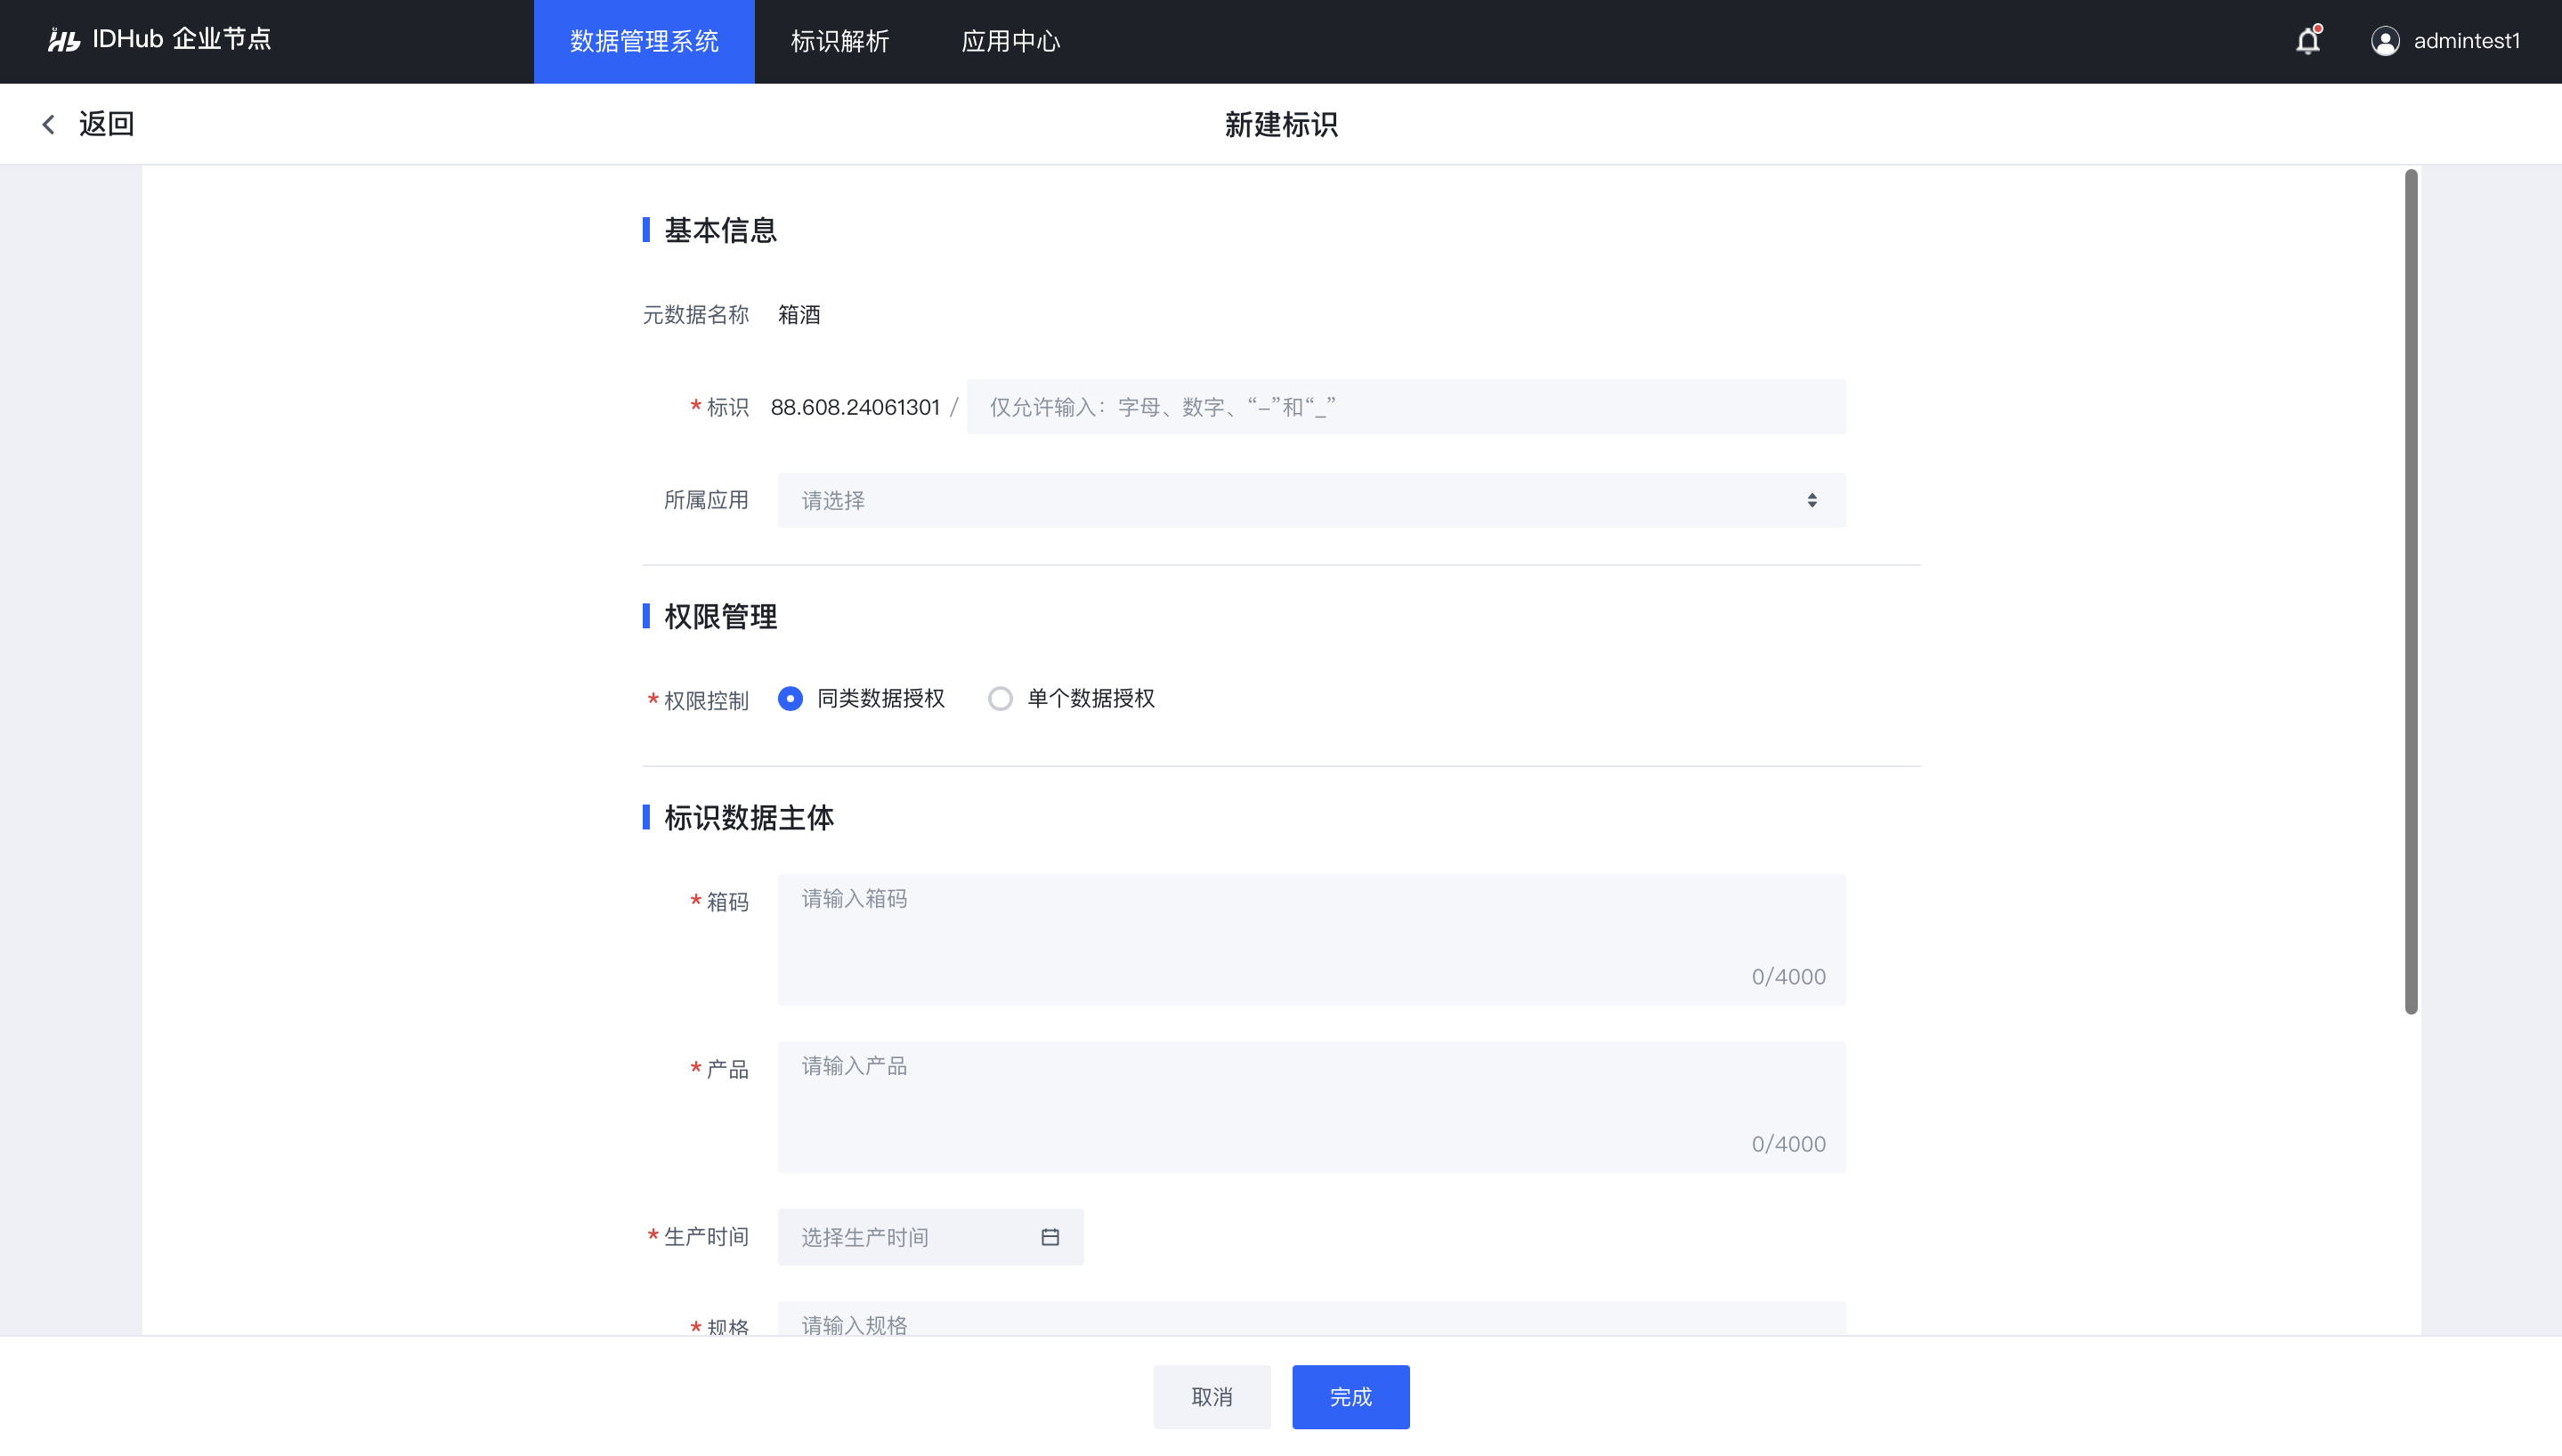 IDHub 企业节点 数据管理系统 标识解析 应用中心 admintest1
返回 新建标识
基本信息
元数据名称 箱酒
* 标识 88.608.24061301 / 仅允许输入：字母、数字、“-”和“_”
所属应用 请选择
权限管理
* 权限控制 同类数据授权 单个数据授权
标识数据主体
* 箱码 请输入箱码
0/4000
* 产品 请输入产品
0/4000
* 生产时间 选择生产时间
* 规格 请输入规格
取消 完成